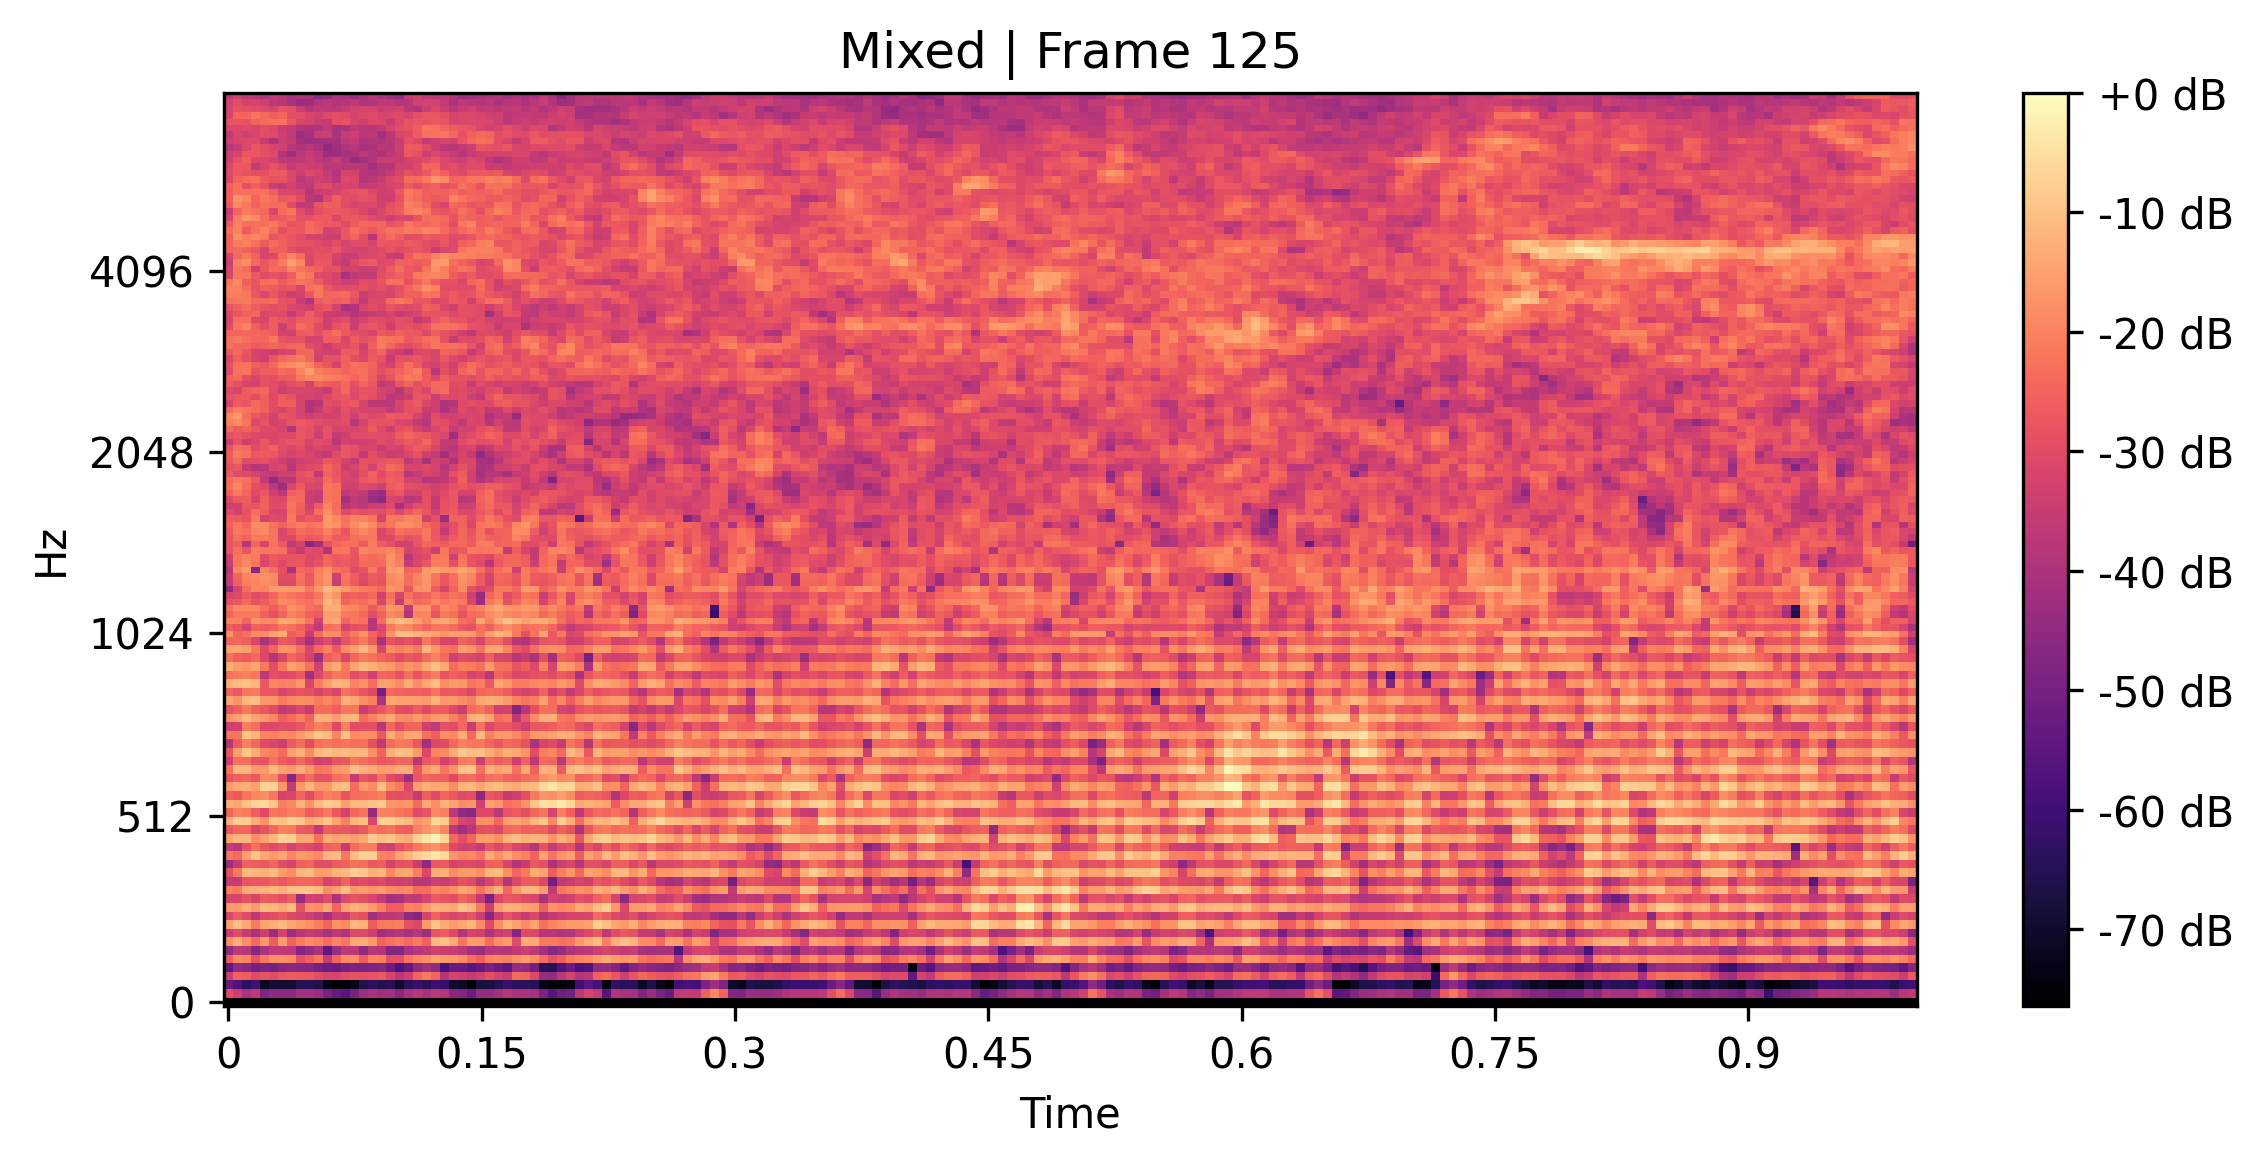 Mixed | Frame 125
Hz
4096
2048
1024
512
0
0 0.15 0.3 0.45 0.6 0.75 0.9
Time
+0 dB
-10 dB
-20 dB
-30 dB
-40 dB
-50 dB
-60 dB
-70 dB